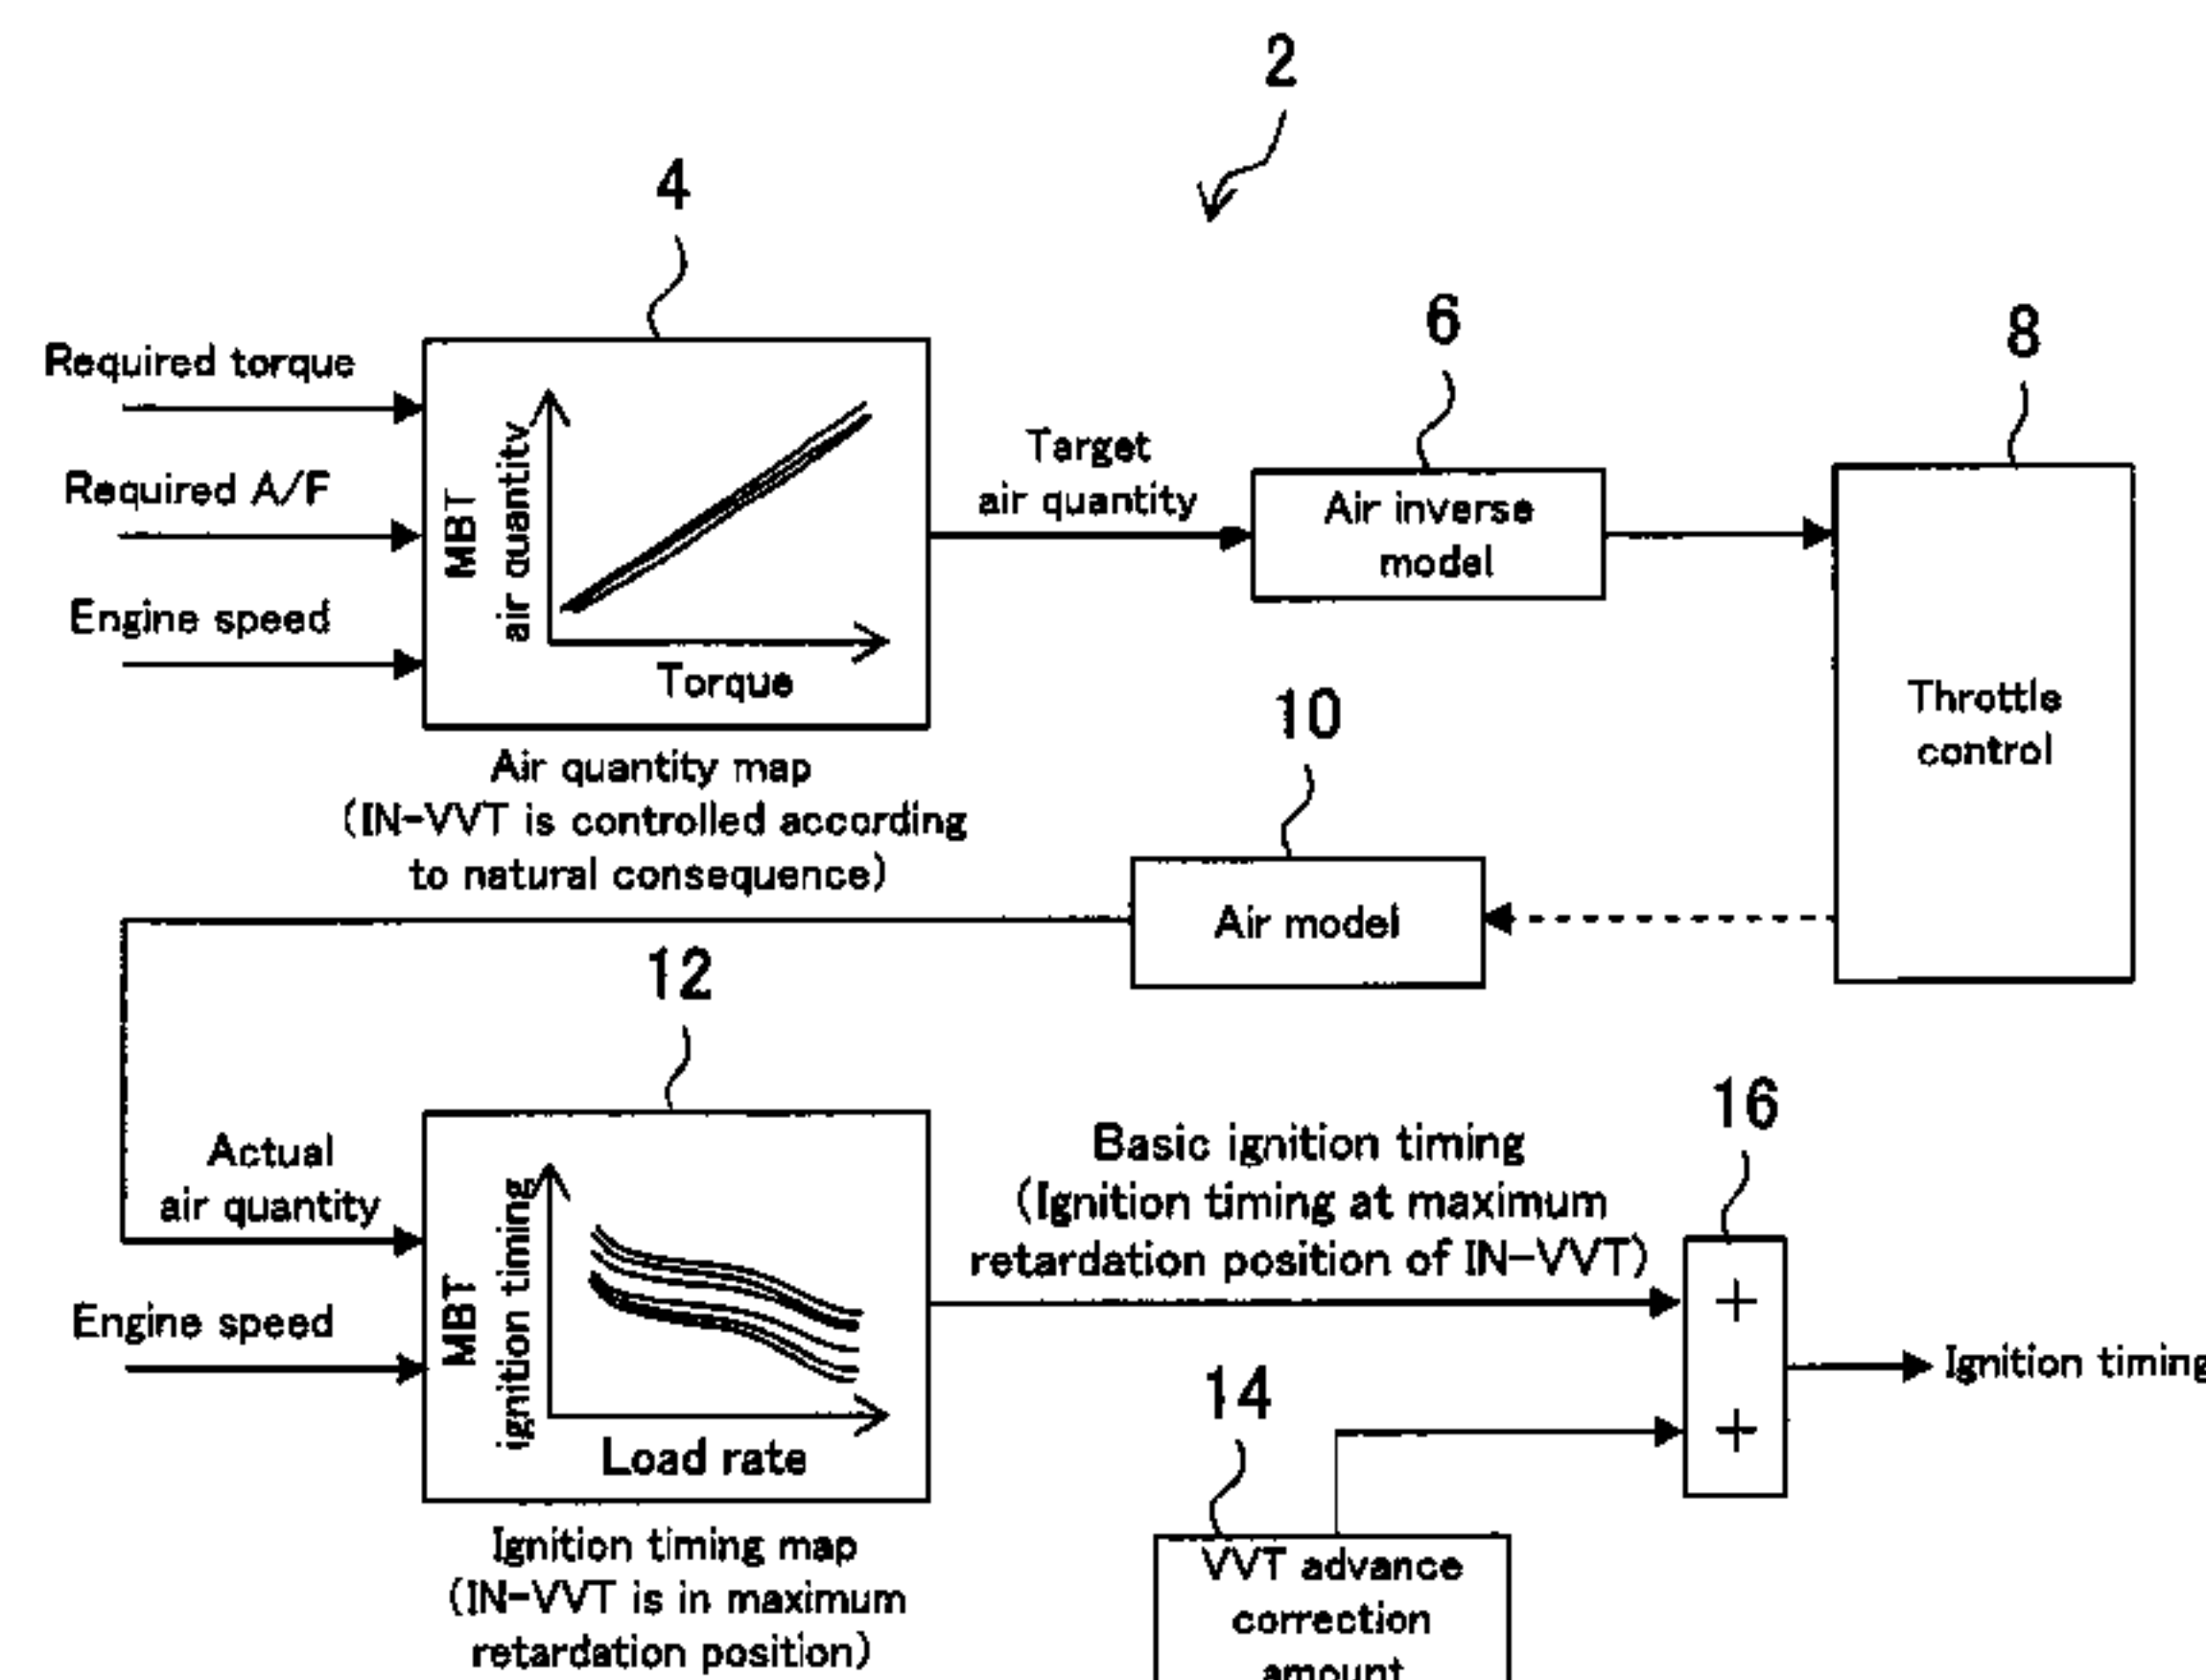 2
4
6
8
Required torque
Required A/F
Engine speed
MBT
air quantity
Torque
Target
air quantity
Air inverse
model
Throttle
control
Air quantity map
(IN-VVT is controlled according
to natural consequence)
10
Air model
12
Actual
air quantity
Engine speed
MBT
ignition timing
Load rate
Basic ignition timing
(Ignition timing at maximum
retardation position of IN-VVT)
16
+
+
Ignition timing
14
VVT advance
correction
amount
Ignition timing map
(IN-VVT is in maximum
retardation position)